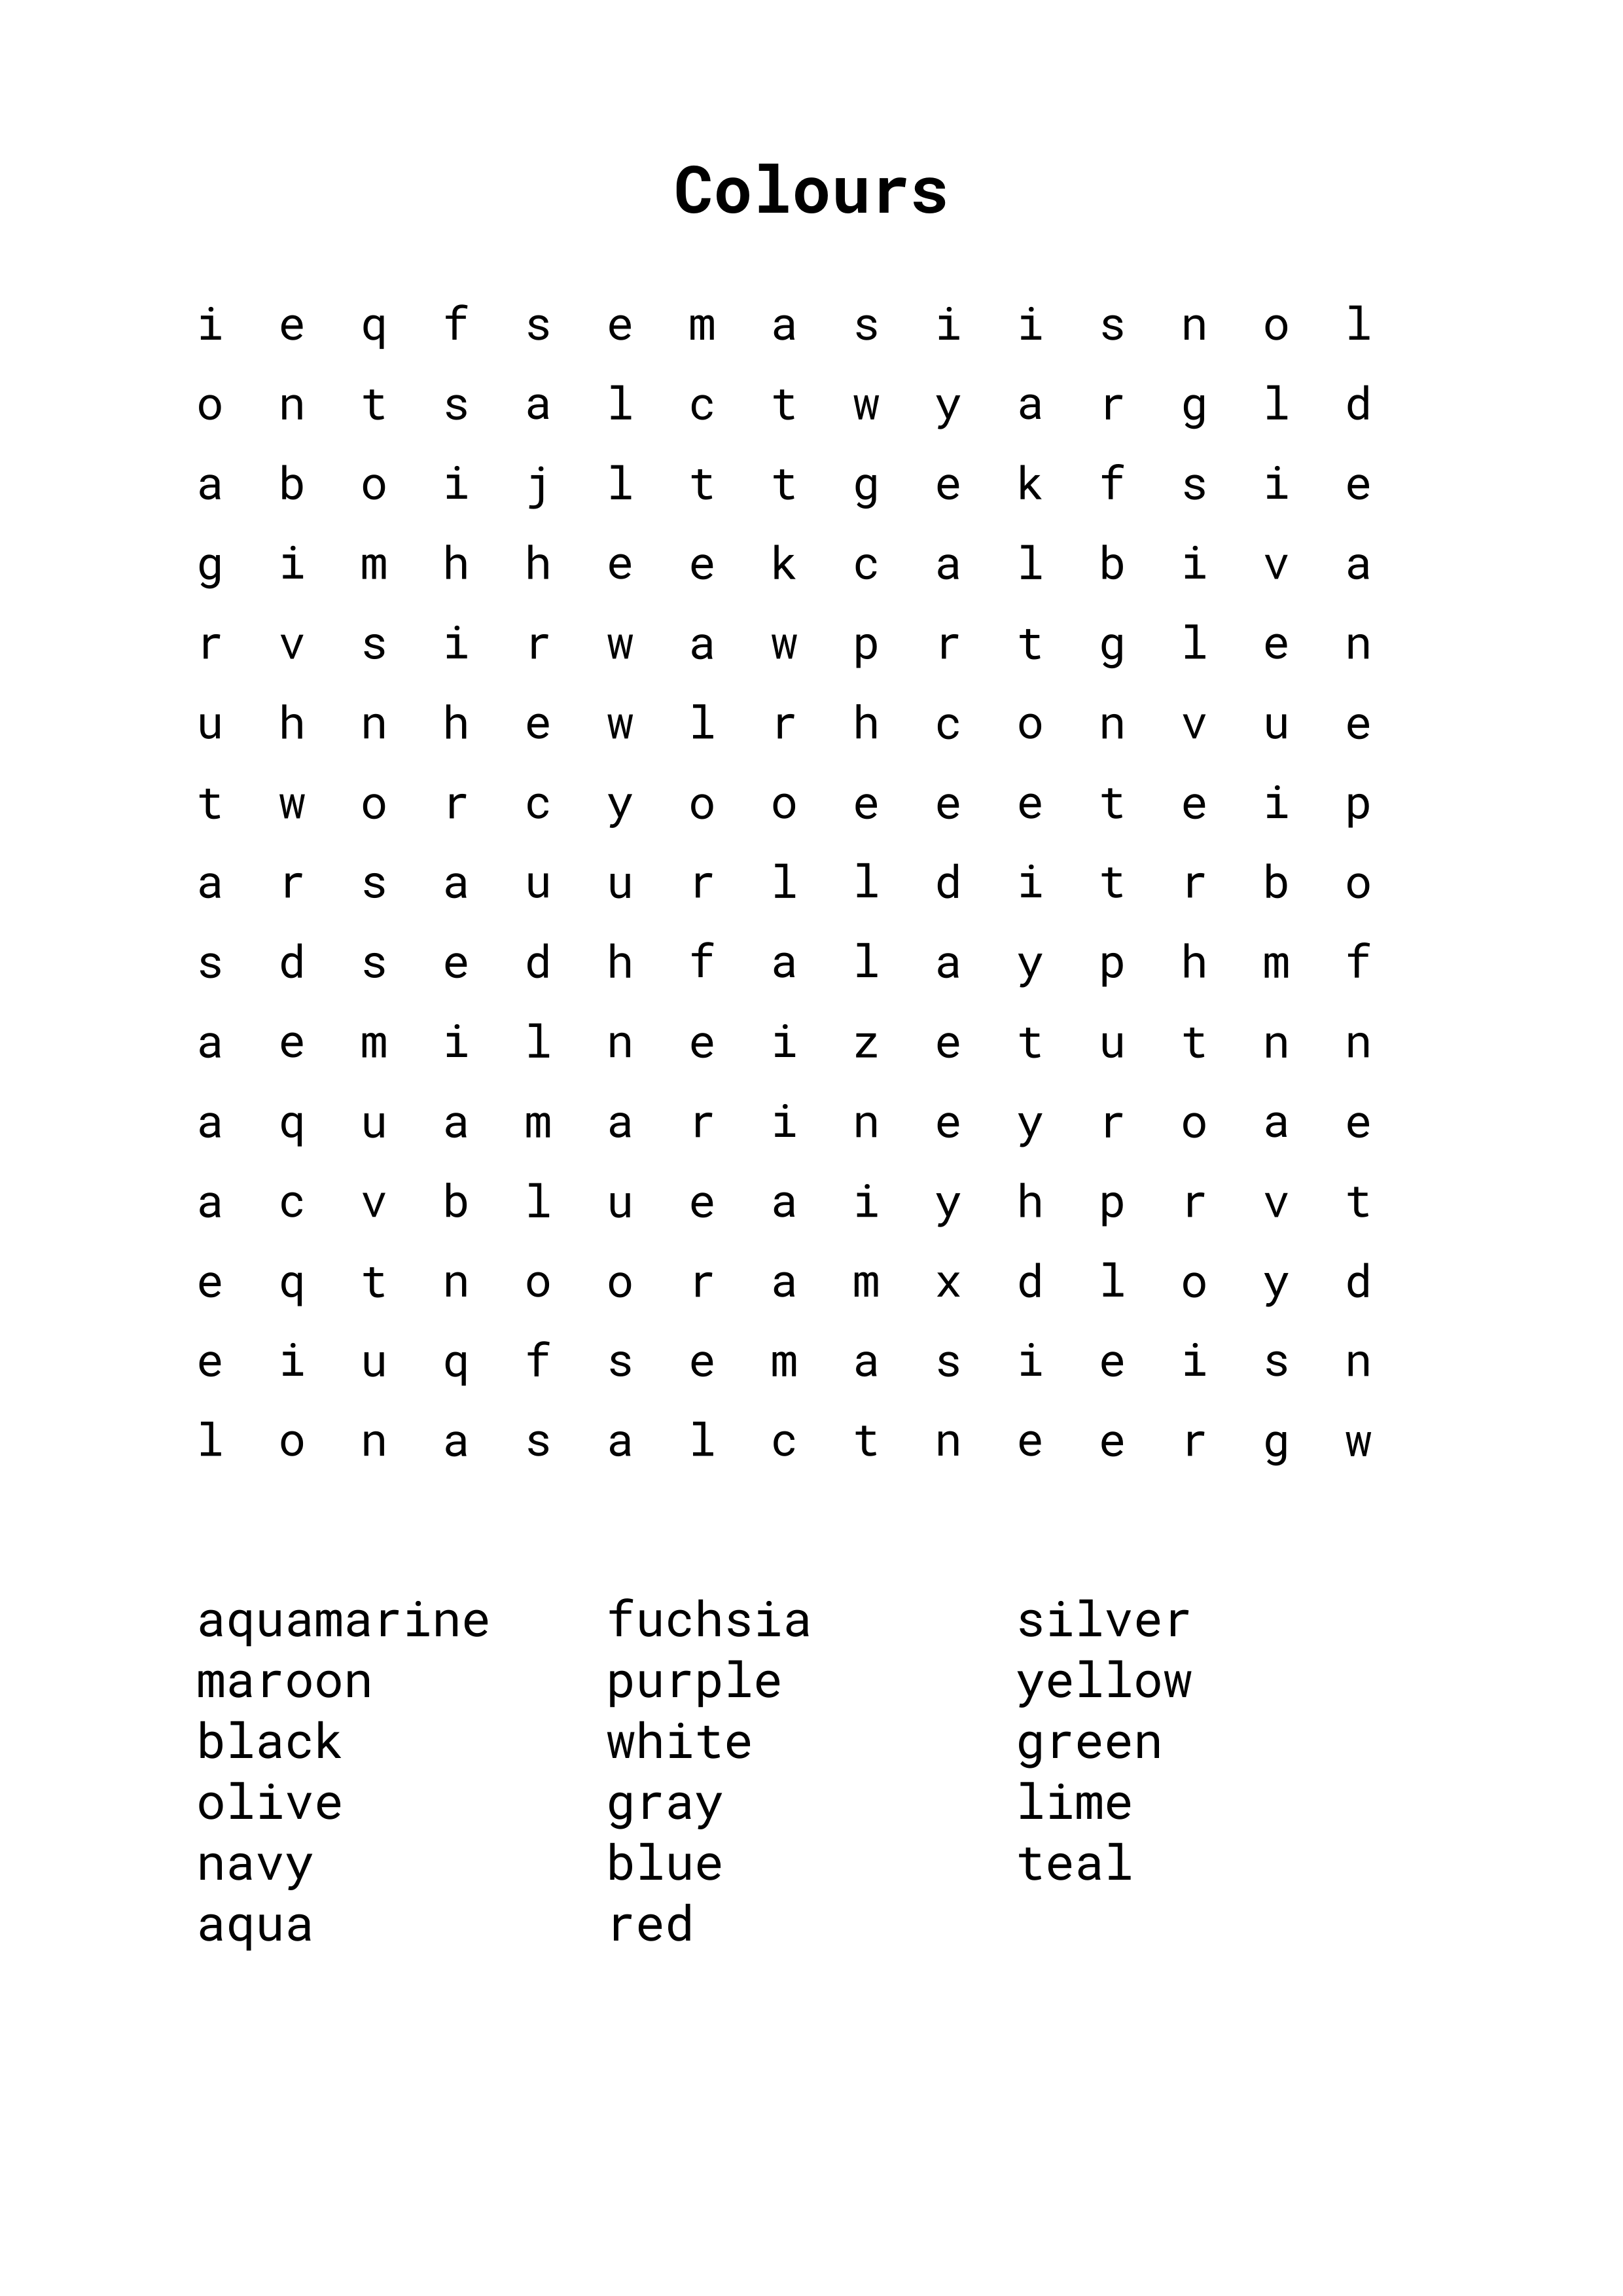 Colours
i e q f s e m a s i i s n o l
o n t s a l c t w y a r g l d
a b o i j l t t g e k f s i e
g i m h h e e k c a l b i v a
r v s i r w a w p r t g l e n
u h n h e w l r h c o n v u e
t w o r c y o o e e e t e i p
a r s a u u r l l d i t r b o
s d s e d h f a l a y p h m f
a e m i l n e i z e t u t n n
a q u a m a r i n e y r o a e
a c v b l u e a i y h p r v t
e q t n o o r a m x d l o y d
e i u q f s e m a s i e i s n
l o n a s a l c t n e e r g w
aquamarine fuchsia silver
maroon purple yellow
black white green
olive gray lime
navy blue teal
aqua red